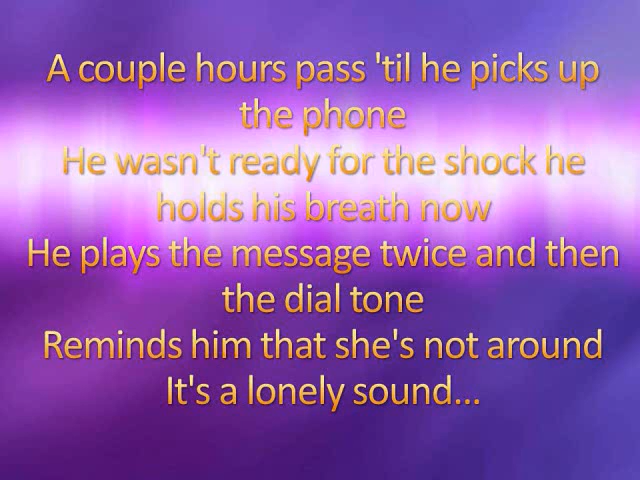 A couple hours pass 'til he picks up
the phone
He wasn't ready for the shock he
holds his breath now
He plays the message twice and then
the dial tone
Reminds him that she's not around
It's a lonely sound...